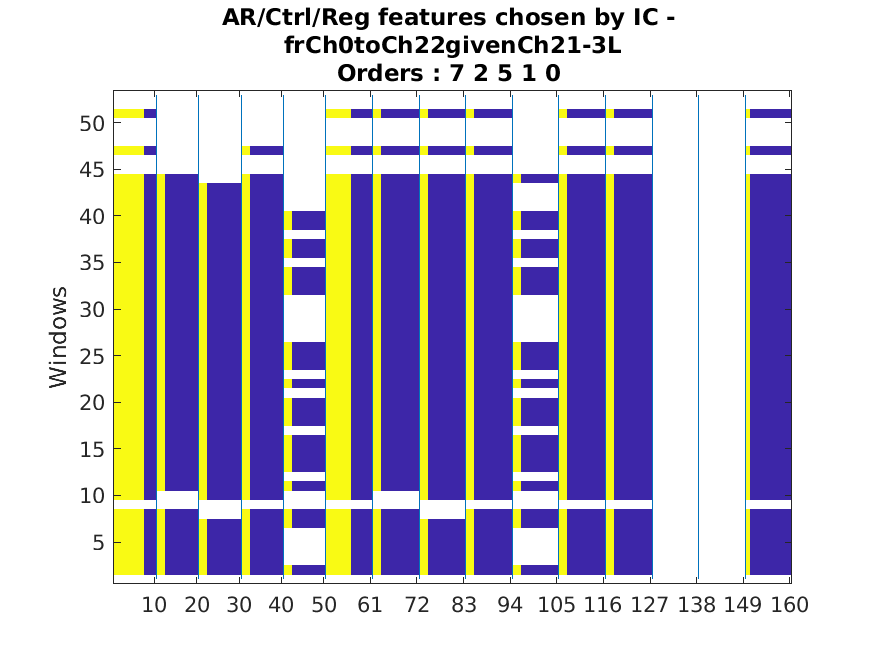 AR/Ctrl/Reg features chosen by IC -
frCh0toCh22givenCh21-3L
Orders : 7 2 5 1 0
50
45
40
35
30
25
20
15
10
5
Windows
10 20 30 40 50 61 72 83 94 105 116 127 138 149 160